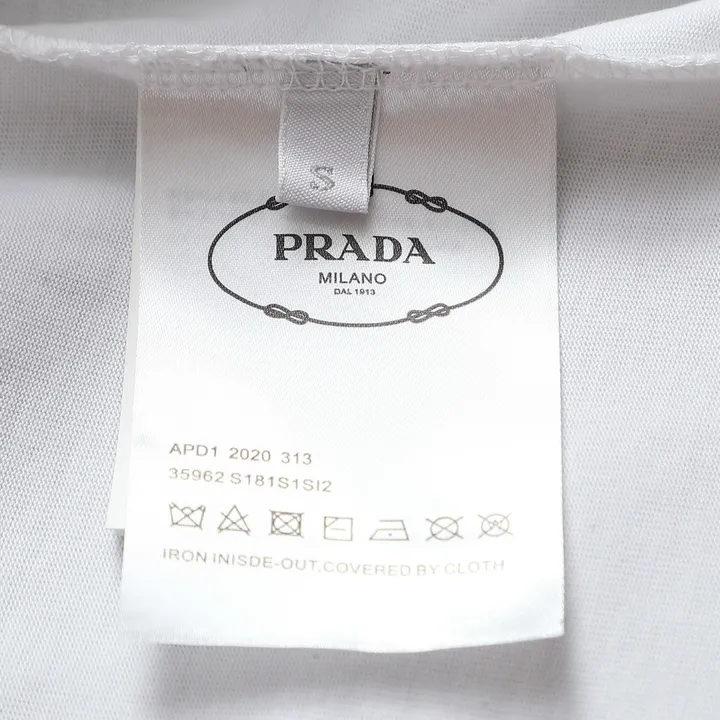 S
PRADA
MILANO
DAL 1913
APD1 2020 313
35962 S181S1SI2
IRON INISDE-OUT,COVERED BY CLOTH